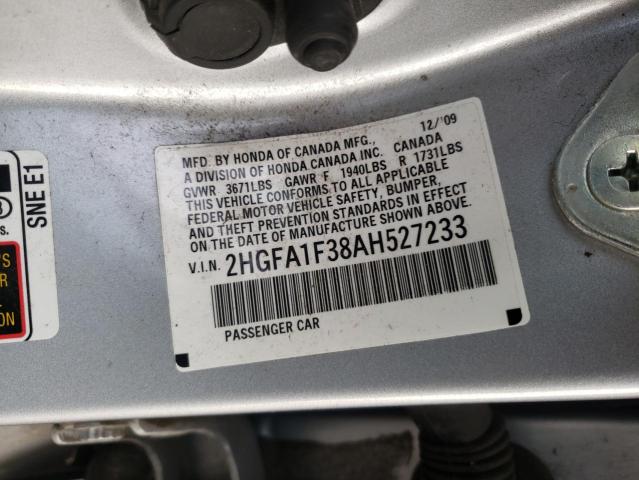 12/'09
MFD. BY HONDA OF CANADA MFG.,
A DIVISION OF HONDA CANADA INC. CANADA
GVWR 3671LBS GAWR F 1940LBS R 1731LBS
THIS VEHICLE CONFORMS TO ALL APPLICABLE
FEDERAL MOTOR VEHICLE SAFETY, BUMPER,
AND THEFT PREVENTION STANDARDS IN EFFECT
ON THE DATE OF MANUFACTURE SHOWN ABOVE.
V.I.N. 2HGFA1F38AH527233
PASSENGER CAR
SNE E1
s.
'S
R
L
ON